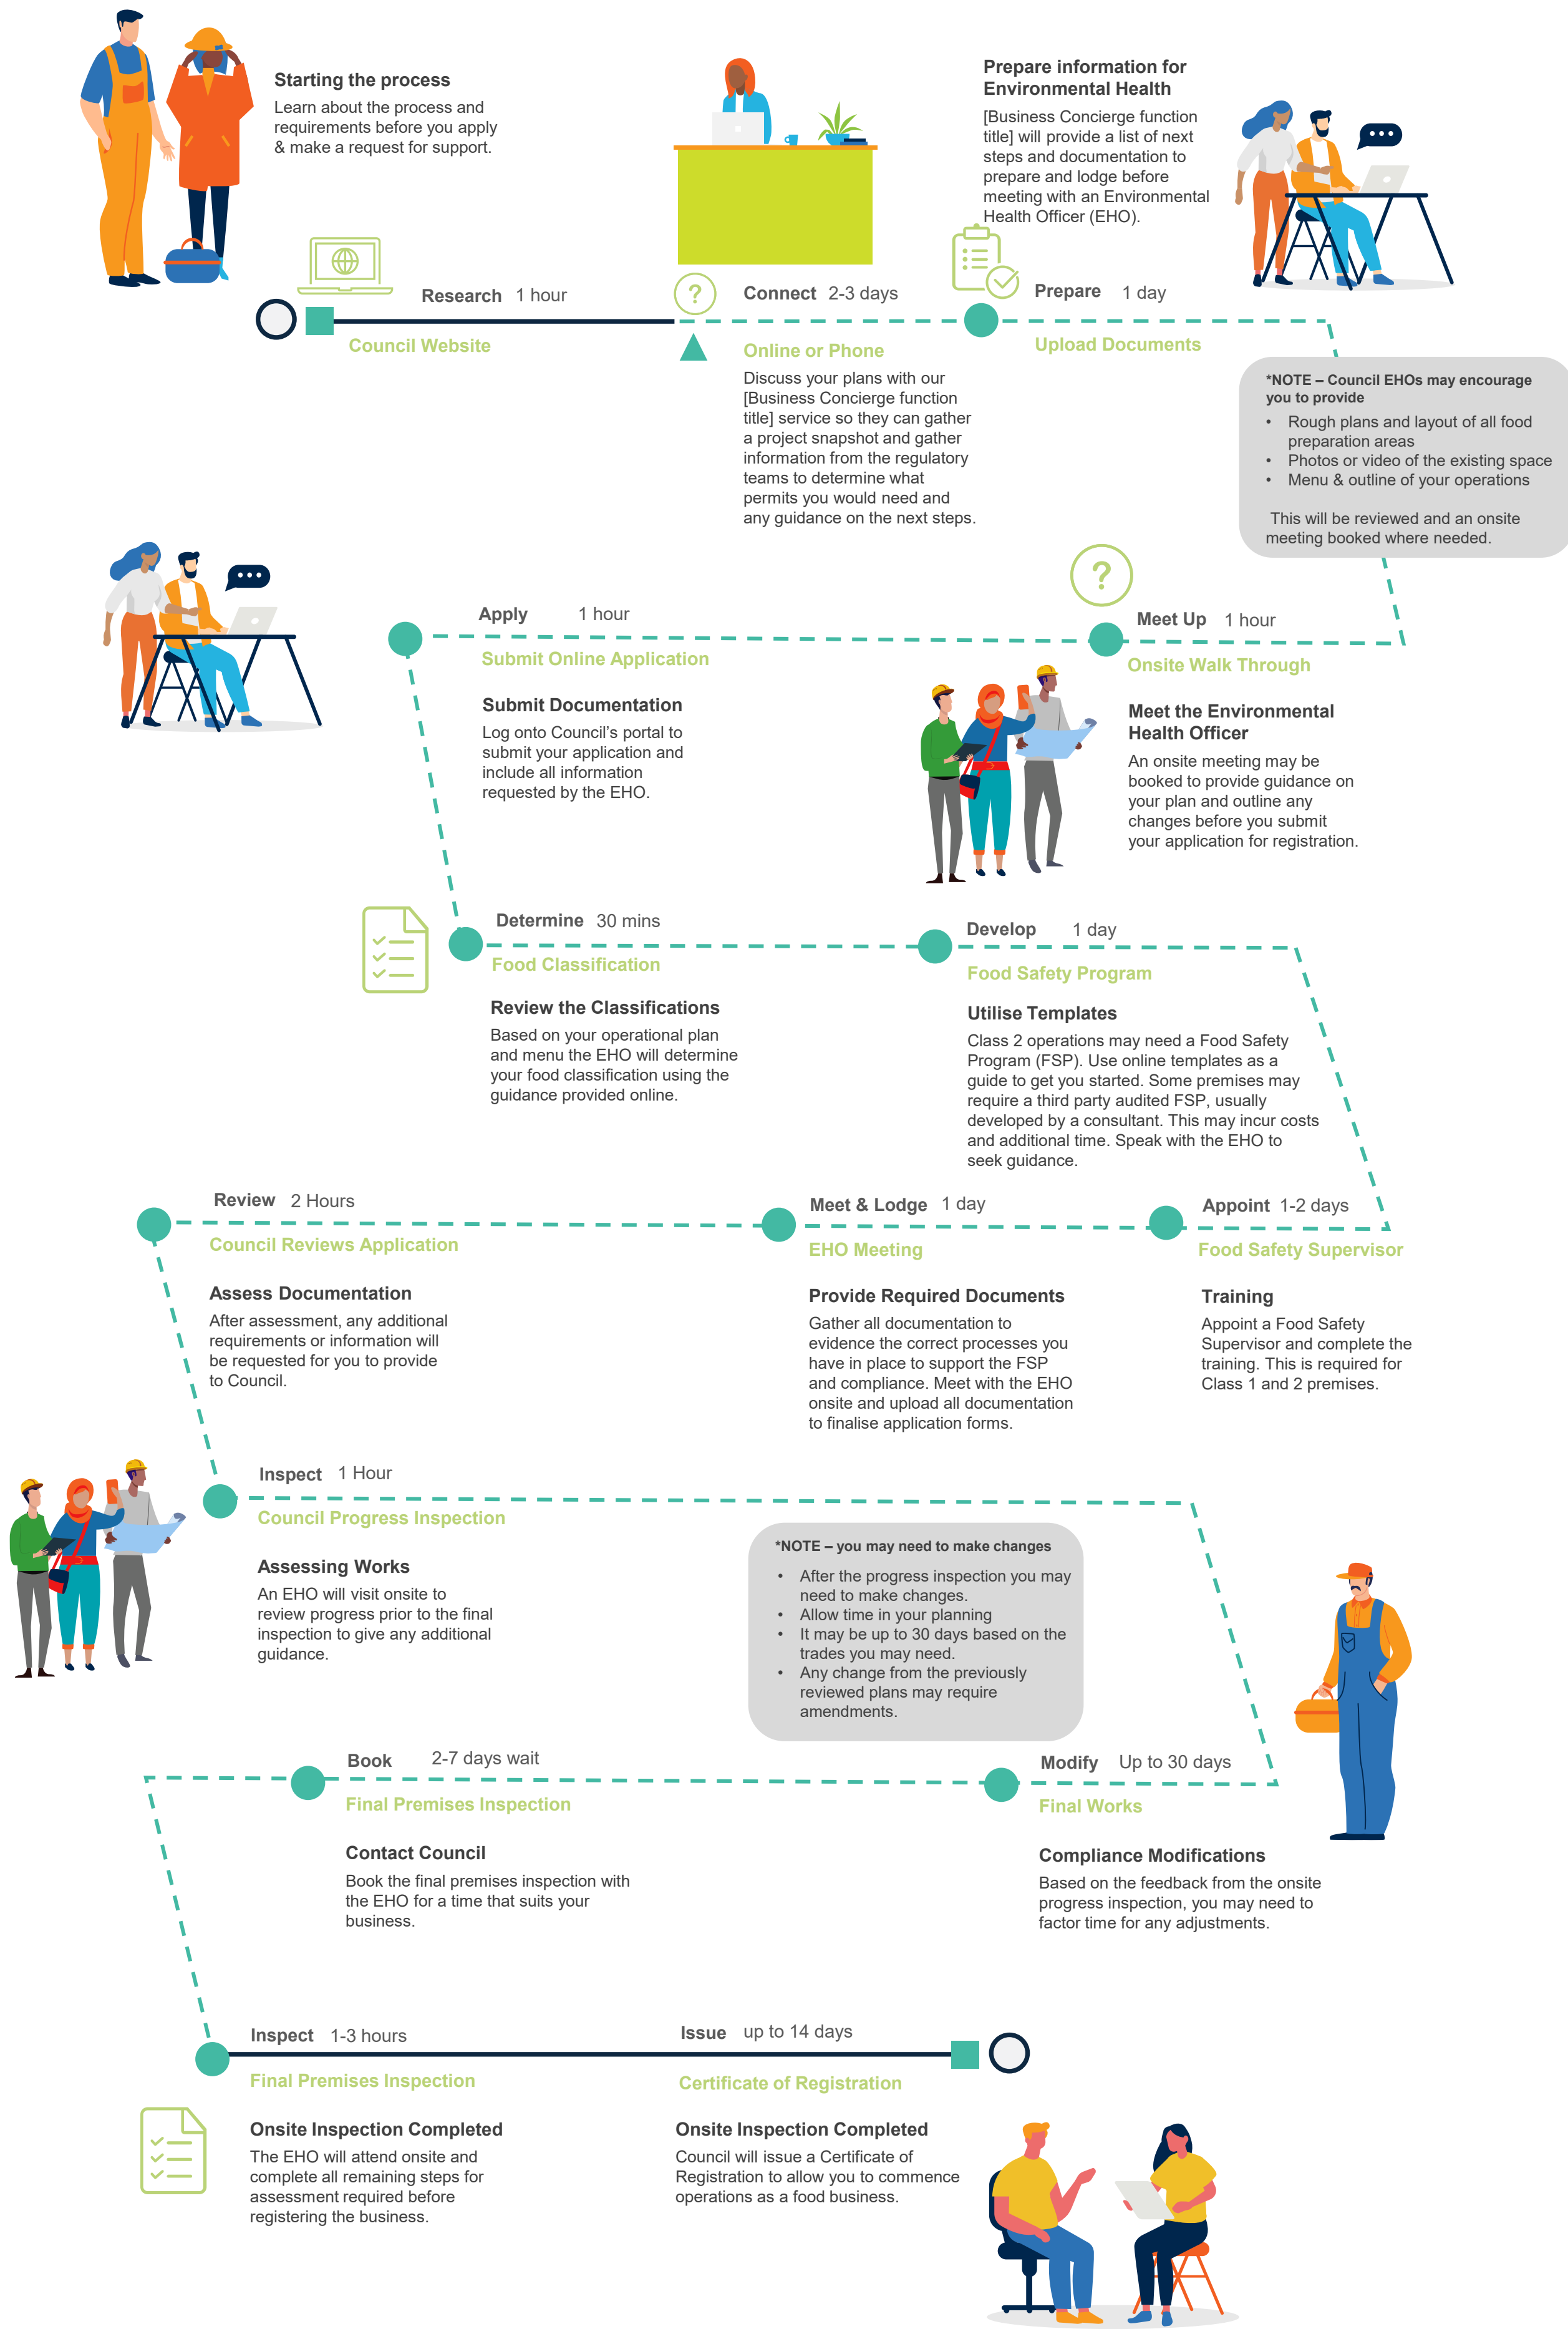 Starting the process
Learn about the process and
requirements before you apply
& make a request for support.
Prepare information for
Environmental Health
[Business Concierge function
title] will provide a list of next
steps and documentation to
prepare and lodge before
meeting with an Environmental
Health Officer (EHO).
Research 1 hour
Council Website
Connect 2-3 days
Online or Phone
Discuss your plans with our
[Business Concierge function
title] service so they can gather
a project snapshot and gather
information from the regulatory
teams to determine what
permits you would need and
any guidance on the next steps.
Prepare 1 day
Upload Documents
*NOTE – Council EHOs may encourage
you to provide
• Rough plans and layout of all food
preparation areas
• Photos or video of the existing space
• Menu & outline of your operations
This will be reviewed and an onsite
meeting booked where needed.
?
?
Meet Up 1 hour
Onsite Walk Through
Meet the Environmental
Health Officer
An onsite meeting may be
booked to provide guidance on
your plan and outline any
changes before you submit
your application for registration.
Apply 1 hour
Submit Online Application
Submit Documentation
Log onto Council's portal to
submit your application and
include all information
requested by the EHO.
Determine 30 mins
Food Classification
Review the Classifications
Based on your operational plan
and menu the EHO will determine
your food classification using the
guidance provided online.
Develop 1 day
Food Safety Program
Utilise Templates
Class 2 operations may need a Food Safety
Program (FSP). Use online templates as a
guide to get you started. Some premises may
require a third party audited FSP, usually
developed by a consultant. This may incur costs
and additional time. Speak with the EHO to
seek guidance.
Appoint 1-2 days
Food Safety Supervisor
Training
Appoint a Food Safety
Supervisor and complete the
training. This is required for
Class 1 and 2 premises.
Meet & Lodge 1 day
EHO Meeting
Provide Required Documents
Gather all documentation to
evidence the correct processes you
have in place to support the FSP
and compliance. Meet with the EHO
onsite and upload all documentation
to finalise application forms.
Review 2 Hours
Council Reviews Application
Assess Documentation
After assessment, any additional
requirements or information will
be requested for you to provide
to Council.
Inspect 1 Hour
Council Progress Inspection
Assessing Works
An EHO will visit onsite to
review progress prior to the final
inspection to give any additional
guidance.
*NOTE – you may need to make changes
• After the progress inspection you may
need to make changes.
• Allow time in your planning
• It may be up to 30 days based on the
trades you may need.
• Any change from the previously
reviewed plans may require
amendments.
Modify Up to 30 days
Final Works
Compliance Modifications
Based on the feedback from the onsite
progress inspection, you may need to
factor time for any adjustments.
Book 2-7 days wait
Final Premises Inspection
Contact Council
Book the final premises inspection with
the EHO for a time that suits your
business.
Inspect 1-3 hours
Final Premises Inspection
Onsite Inspection Completed
The EHO will attend onsite and
complete all remaining steps for
assessment required before
registering the business.
Issue up to 14 days
Certificate of Registration
Onsite Inspection Completed
Council will issue a Certificate of
Registration to allow you to commence
operations as a food business.